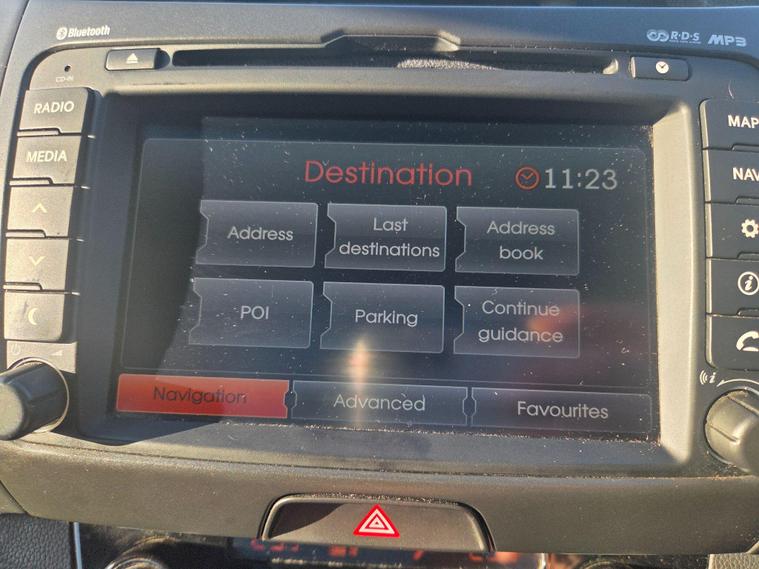 Bluetooth
R·D·S
MP3
CD-IN
RADIO
MEDIA
MAP
NAV
Destination
11:23
Address
Last
destinations
Address
book
POI
Parking
Continue
guidance
Navigation
Advanced
Favourites